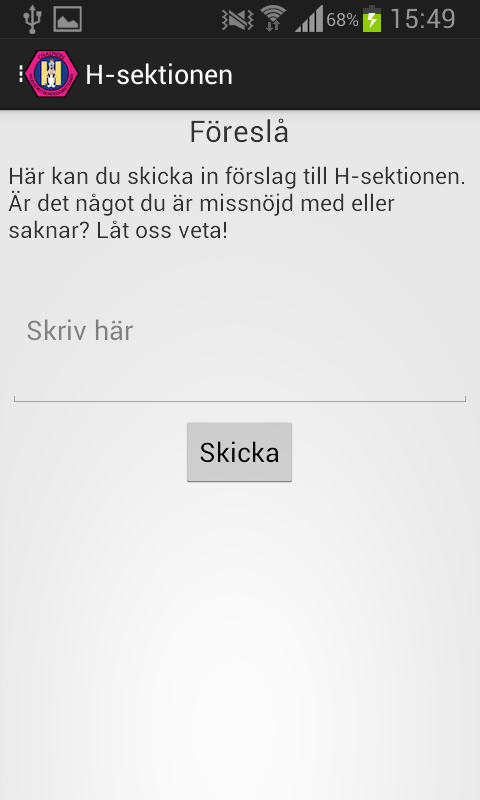 68% 15:49
H-sektionen
Föreslå
Här kan du skicka in förslag till H-sektionen.
Är det något du är missnöjd med eller
saknar? Låt oss veta!
Skriv här
Skicka